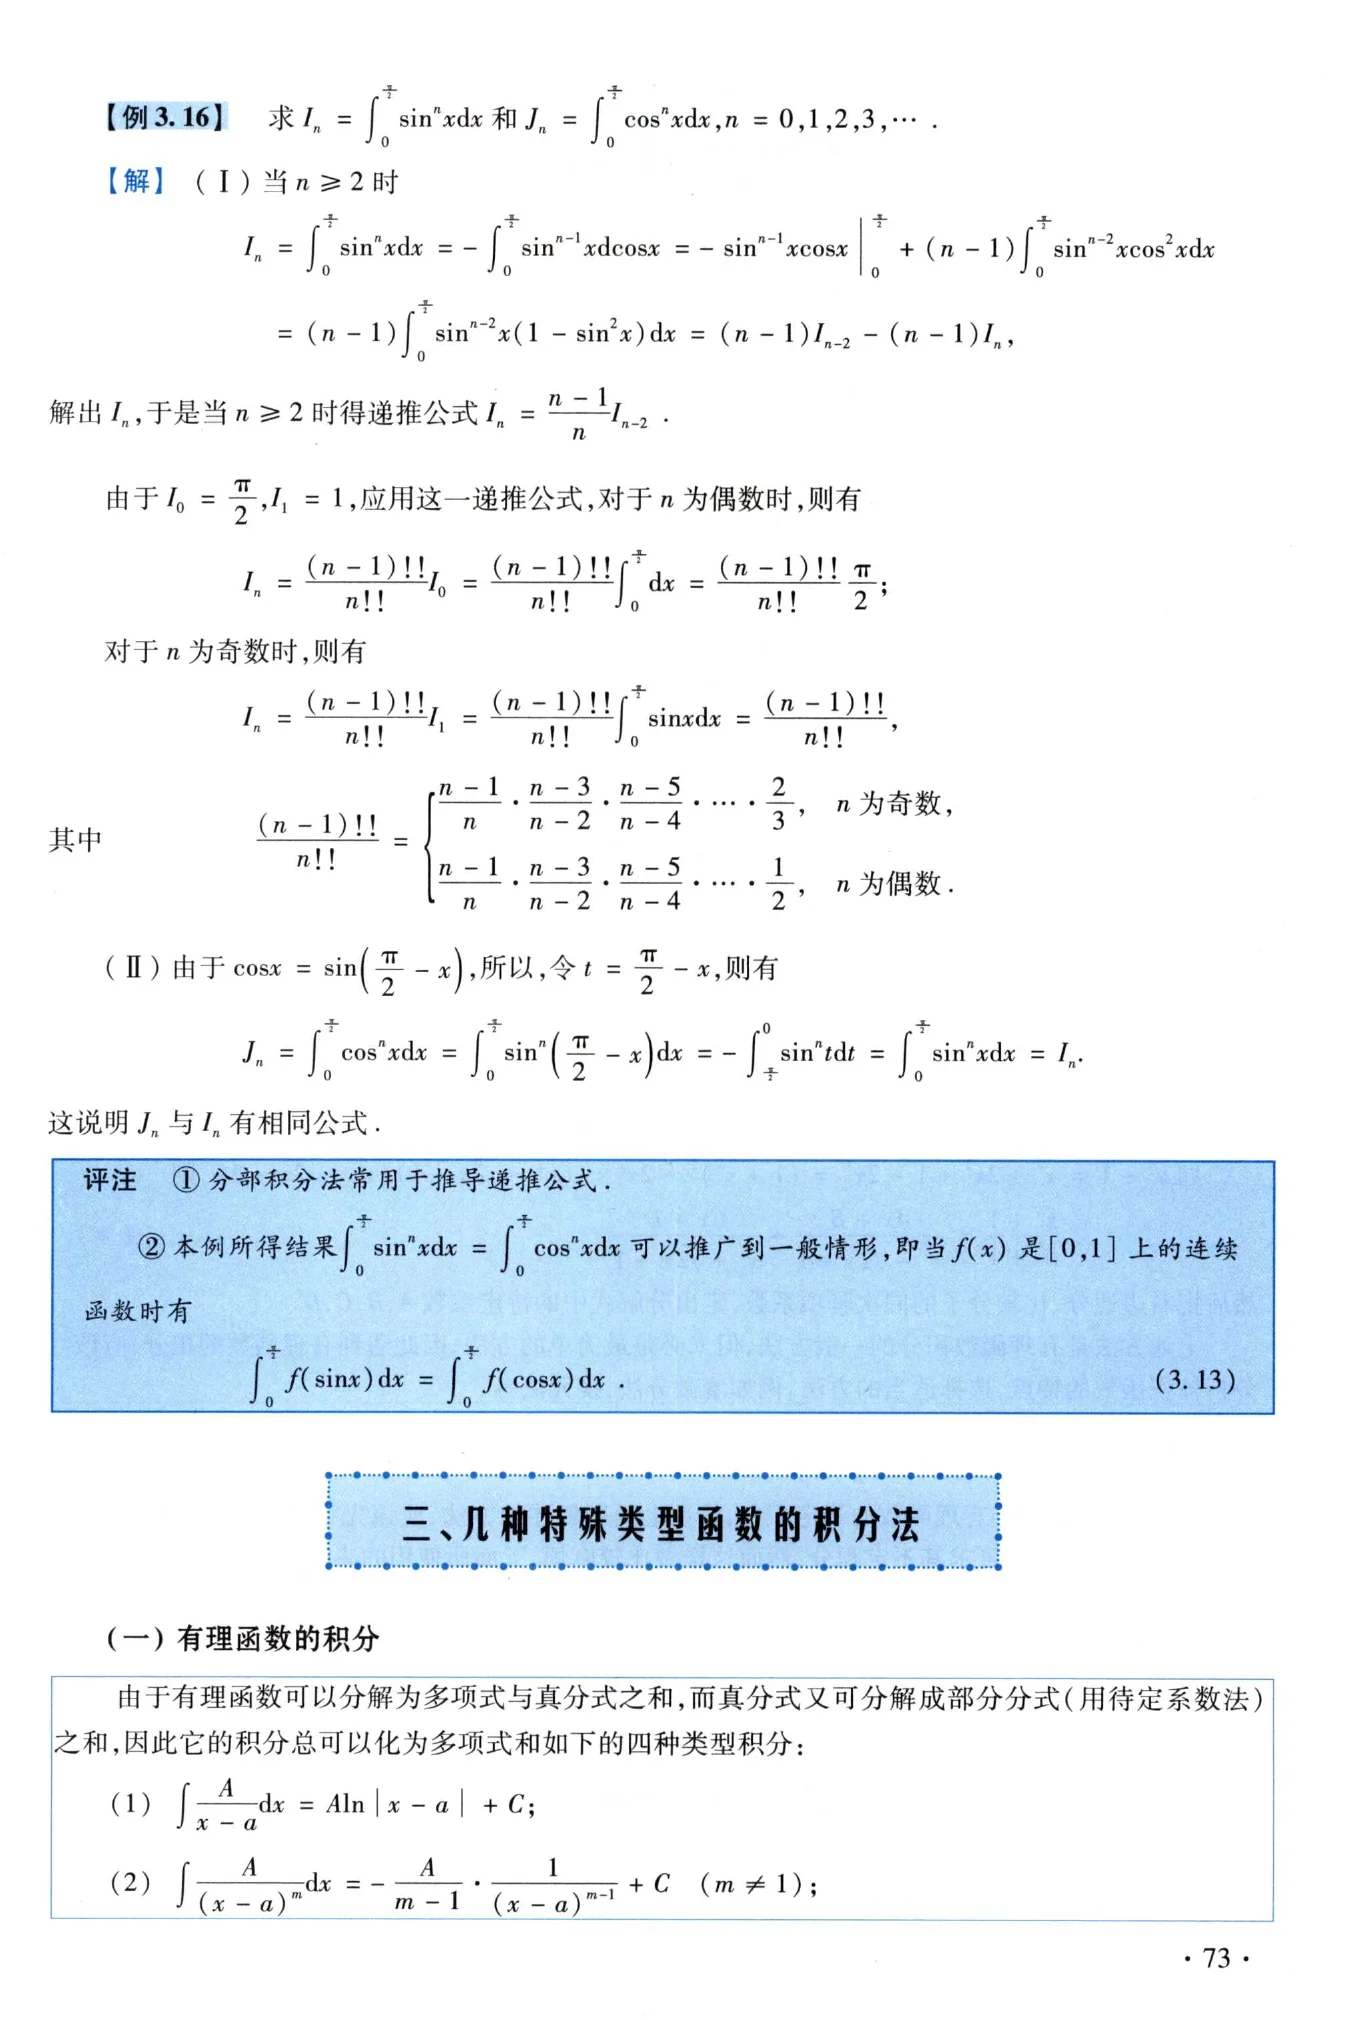 【例3.16】 求 $I_n = \int_0^{\frac{\pi}{2}} \sin^n x dx$ 和 $J_n = \int_0^{\frac{\pi}{2}} \cos^n x dx, n = 0,1,2,3,\cdots$ .
【解】 (Ⅰ)当 $n \geqslant 2$ 时
$I_n = \int_0^{\frac{\pi}{2}} \sin^n x dx = -\int_0^{\frac{\pi}{2}} \sin^{n-1} x d\cos x = -\sin^{n-1} x \cos x \Big|_0^{\frac{\pi}{2}} + (n-1)\int_0^{\frac{\pi}{2}} \sin^{n-2} x \cos^2 x dx$
$= (n-1)\int_0^{\frac{\pi}{2}} \sin^{n-2} x (1 - \sin^2 x) dx = (n-1)I_{n-2} - (n-1)I_n,$
解出 $I_n$,于是当 $n \geqslant 2$ 时得递推公式 $I_n = \frac{n-1}{n} I_{n-2}$ .
由于 $I_0 = \frac{\pi}{2}, I_1 = 1$,应用这一递推公式,对于 $n$ 为偶数时,则有
$I_n = \frac{(n-1)!!}{n!!} I_0 = \frac{(n-1)!!}{n!!} \int_0^{\frac{\pi}{2}} dx = \frac{(n-1)!!}{n!!} \frac{\pi}{2};$
对于 $n$ 为奇数时,则有
$I_n = \frac{(n-1)!!}{n!!} I_1 = \frac{(n-1)!!}{n!!} \int_0^{\frac{\pi}{2}} \sin x dx = \frac{(n-1)!!}{n!!},$
其中 $\frac{(n-1)!!}{n!!} = \begin{cases} \frac{n-1}{n} \cdot \frac{n-3}{n-2} \cdot \frac{n-5}{n-4} \cdot \cdots \cdot \frac{2}{3}, & n \text{ 为奇数}, \\ \frac{n-1}{n} \cdot \frac{n-3}{n-2} \cdot \frac{n-5}{n-4} \cdot \cdots \cdot \frac{1}{2}, & n \text{ 为偶数}. \end{cases}$
(Ⅱ)由于 $\cos x = \sin\left(\frac{\pi}{2} - x\right)$,所以,令 $t = \frac{\pi}{2} - x$,则有
$J_n = \int_0^{\frac{\pi}{2}} \cos^n x dx = \int_0^{\frac{\pi}{2}} \sin^n\left(\frac{\pi}{2} - x\right) dx = -\int_{\frac{\pi}{2}}^0 \sin^n t dt = \int_0^{\frac{\pi}{2}} \sin^n x dx = I_n.$
这说明 $J_n$ 与 $I_n$ 有相同公式 .
评注 ① 分部积分法常用于推导递推公式 .
② 本例所得结果 $\int_0^{\frac{\pi}{2}} \sin^n x dx = \int_0^{\frac{\pi}{2}} \cos^n x dx$ 可以推广到一般情形,即当 $f(x)$ 是 $[0,1]$ 上的连续
函数时有
$\int_0^{\frac{\pi}{2}} f(\sin x) dx = \int_0^{\frac{\pi}{2}} f(\cos x) dx$ . (3.13)
三、几种特殊类型函数的积分法
(一) 有理函数的积分
由于有理函数可以分解为多项式与真分式之和,而真分式又可分解成部分分式(用待定系数法)
之和,因此它的积分总可以化为多项式和如下的四种类型积分:
(1) $\int \frac{A}{x-a} dx = A\ln|x-a| + C;$
(2) $\int \frac{A}{(x-a)^m} dx = -\frac{A}{m-1} \cdot \frac{1}{(x-a)^{m-1}} + C \quad (m \neq 1);$
· 73 ·